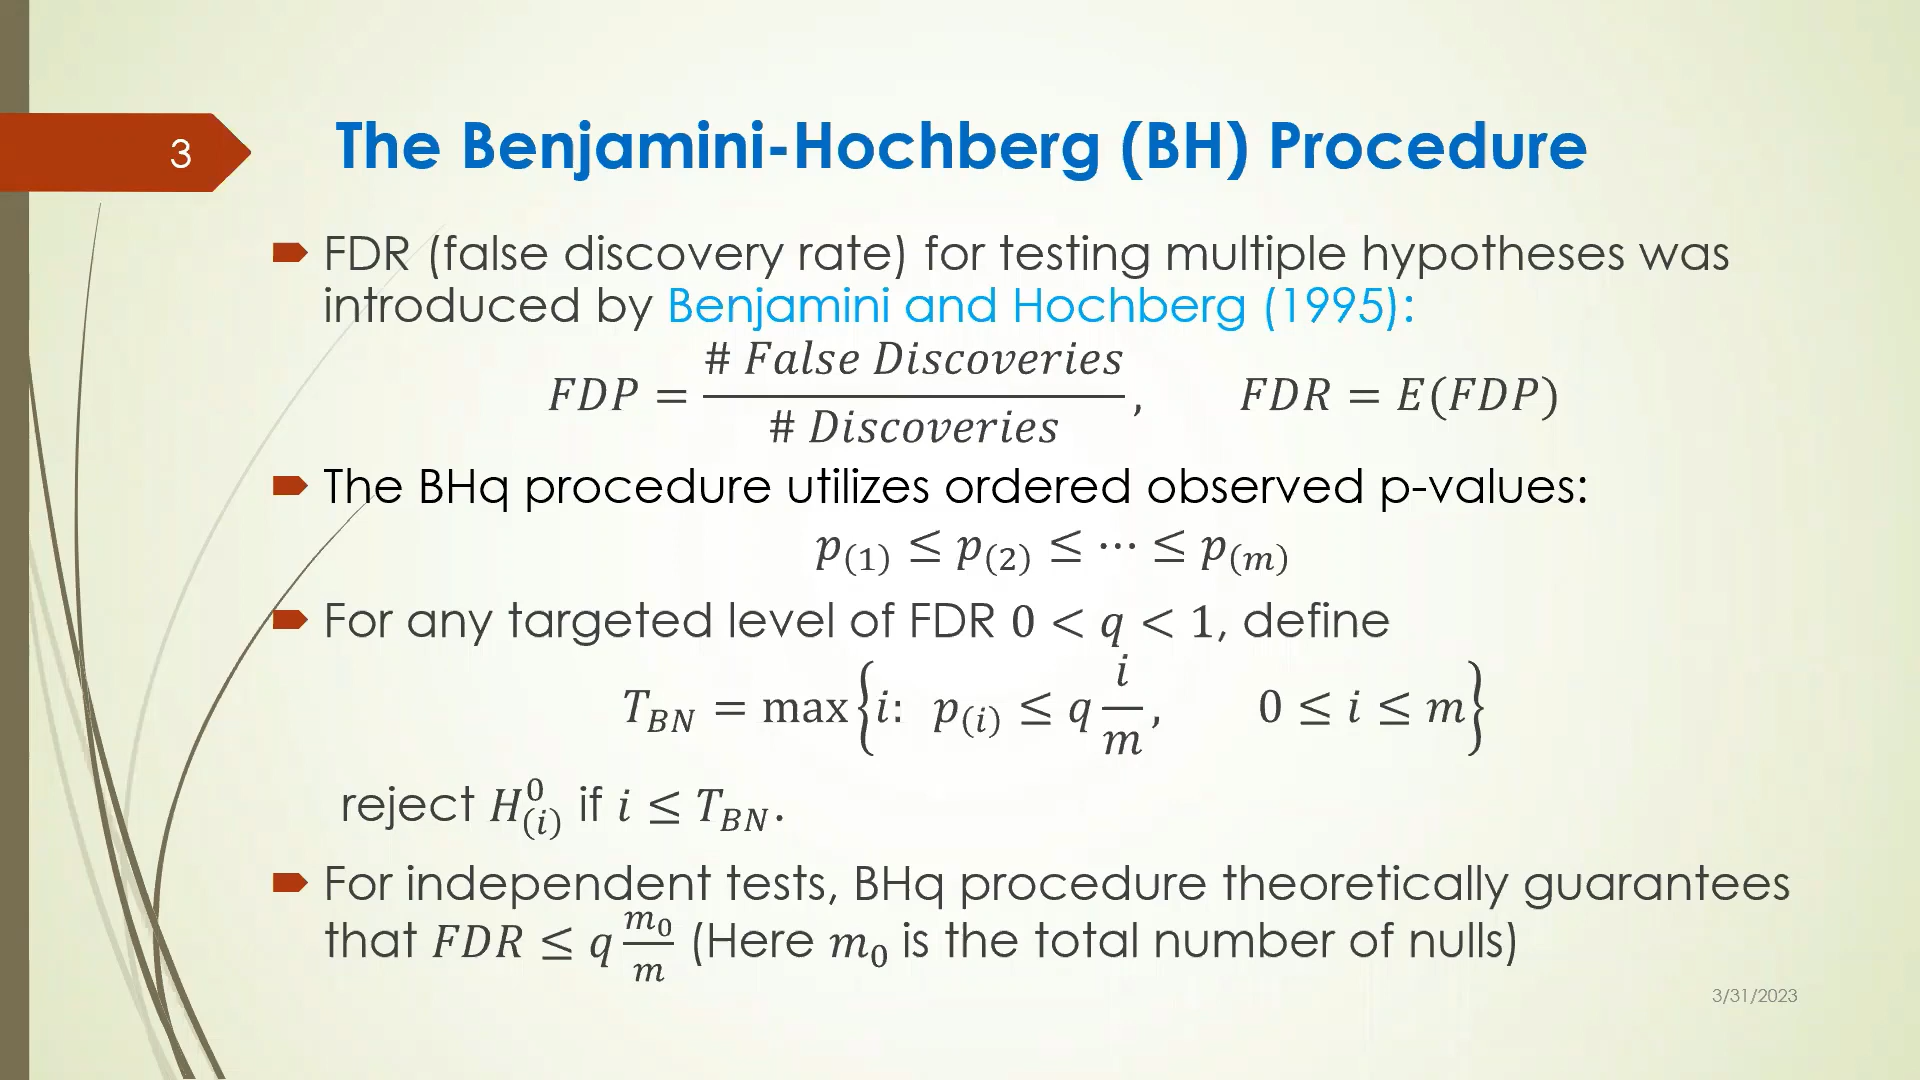 3
The Benjamini-Hochberg (BH) Procedure
FDR (false discovery rate) for testing multiple hypotheses was
introduced by Benjamini and Hochberg (1995):
FDP = # False Discoveries / # Discoveries, FDR = E(FDP)
The BHq procedure utilizes ordered observed p-values:
p₍₁₎ ≤ p₍₂₎ ≤ ⋯ ≤ p₍ₘ₎
For any targeted level of FDR 0 < q < 1, define
T_BN = max{i: p_(i) ≤ q i/m, 0 ≤ i ≤ m}
reject H^0_(i) if i ≤ T_BN.
For independent tests, BHq procedure theoretically guarantees
that FDR ≤ q m₀/m (Here m₀ is the total number of nulls)
3/31/2023